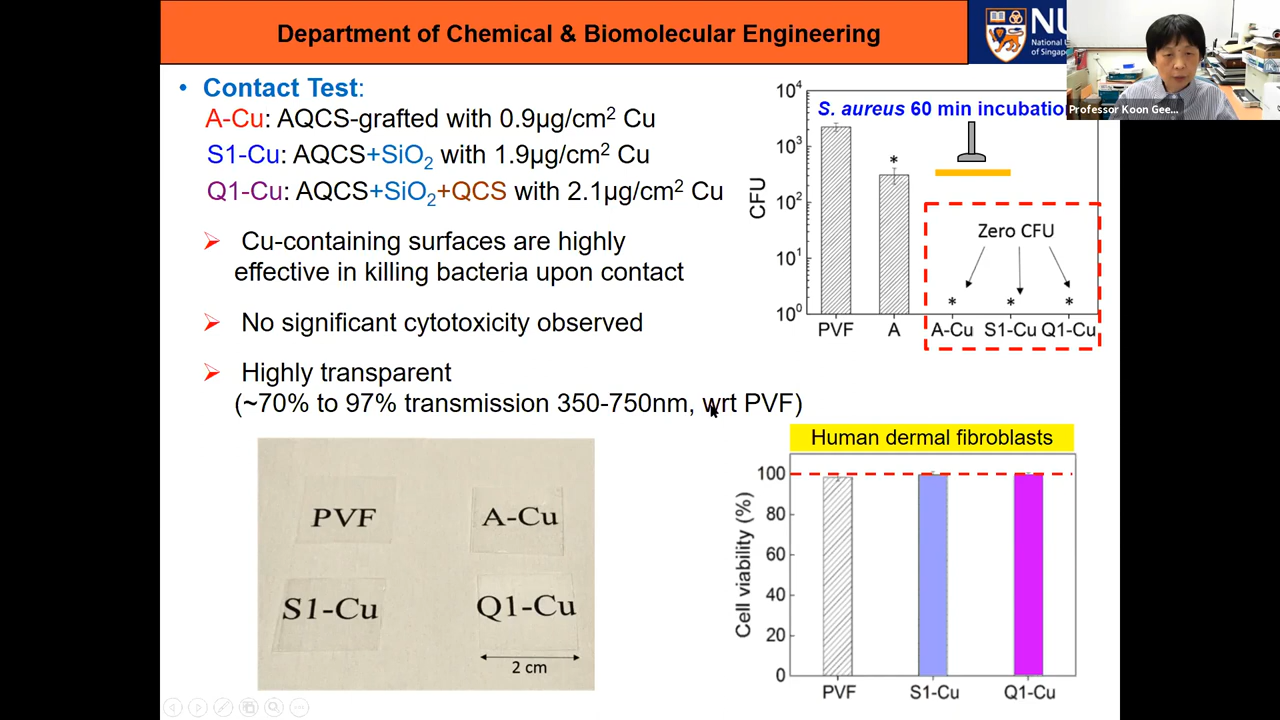 Department of Chemical & Biomolecular Engineering
NU
National U
of Singap
Professor Koon Gee...
• Contact Test:
A-Cu: AQCS-grafted with 0.9µg/cm² Cu
S1-Cu: AQCS+SiO₂ with 1.9µg/cm² Cu
Q1-Cu: AQCS+SiO₂+QCS with 2.1µg/cm² Cu
➢ Cu-containing surfaces are highly
effective in killing bacteria upon contact
➢ No significant cytotoxicity observed
➢ Highly transparent
(~70% to 97% transmission 350-750nm, wrt PVF)
S. aureus 60 min incubatio
CFU
10⁴
10³
10²
10¹
10⁰
*
Zero CFU
* * *
PVF A A-Cu S1-Cu Q1-Cu
PVF A-Cu
S1-Cu Q1-Cu
2 cm
Human dermal fibroblasts
Cell viability (%)
100
80
60
40
20
0
PVF S1-Cu Q1-Cu